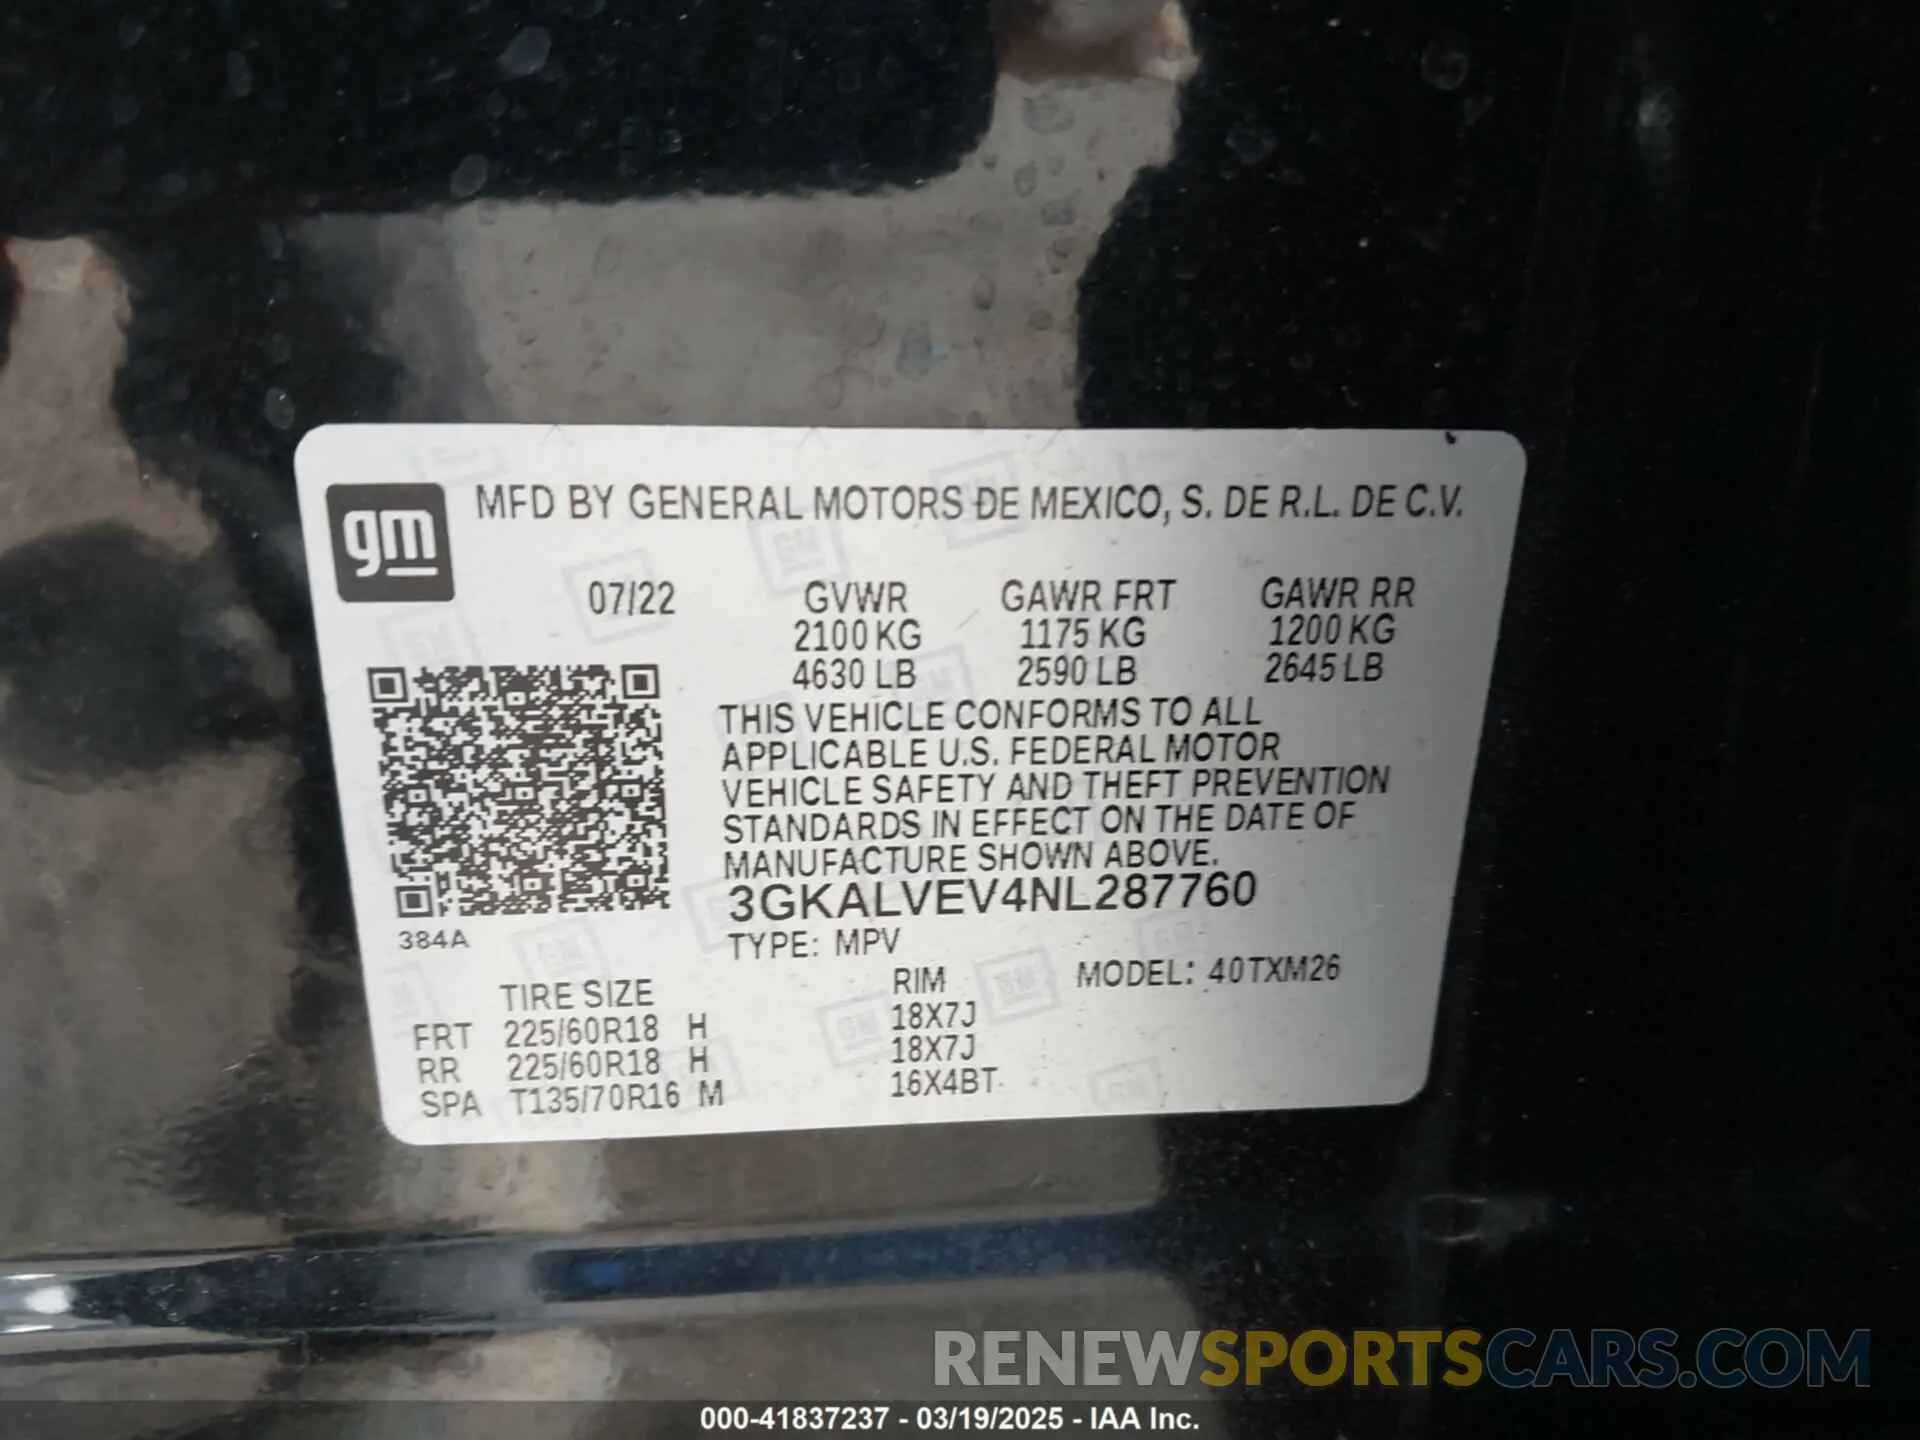 gm
MFD BY GENERAL MOTORS DE MEXICO, S. DE R.L. DE C.V.
07/22 GVWR GAWR FRT GAWR RR
2100 KG 1175 KG 1200 KG
4630 LB 2590 LB 2645 LB
THIS VEHICLE CONFORMS TO ALL
APPLICABLE U.S. FEDERAL MOTOR
VEHICLE SAFETY AND THEFT PREVENTION
STANDARDS IN EFFECT ON THE DATE OF
MANUFACTURE SHOWN ABOVE.
3GKALVEV4NL287760
384A
TYPE: MPV
TIRE SIZE RIM MODEL: 40TXM26
FRT 225/60R18 H 18X7J
RR 225/60R18 H 18X7J
SPA T135/70R16 M 16X4BT
RENEWSPORTSCARS.COM
000-41837237 - 03/19/2025 - IAA Inc.